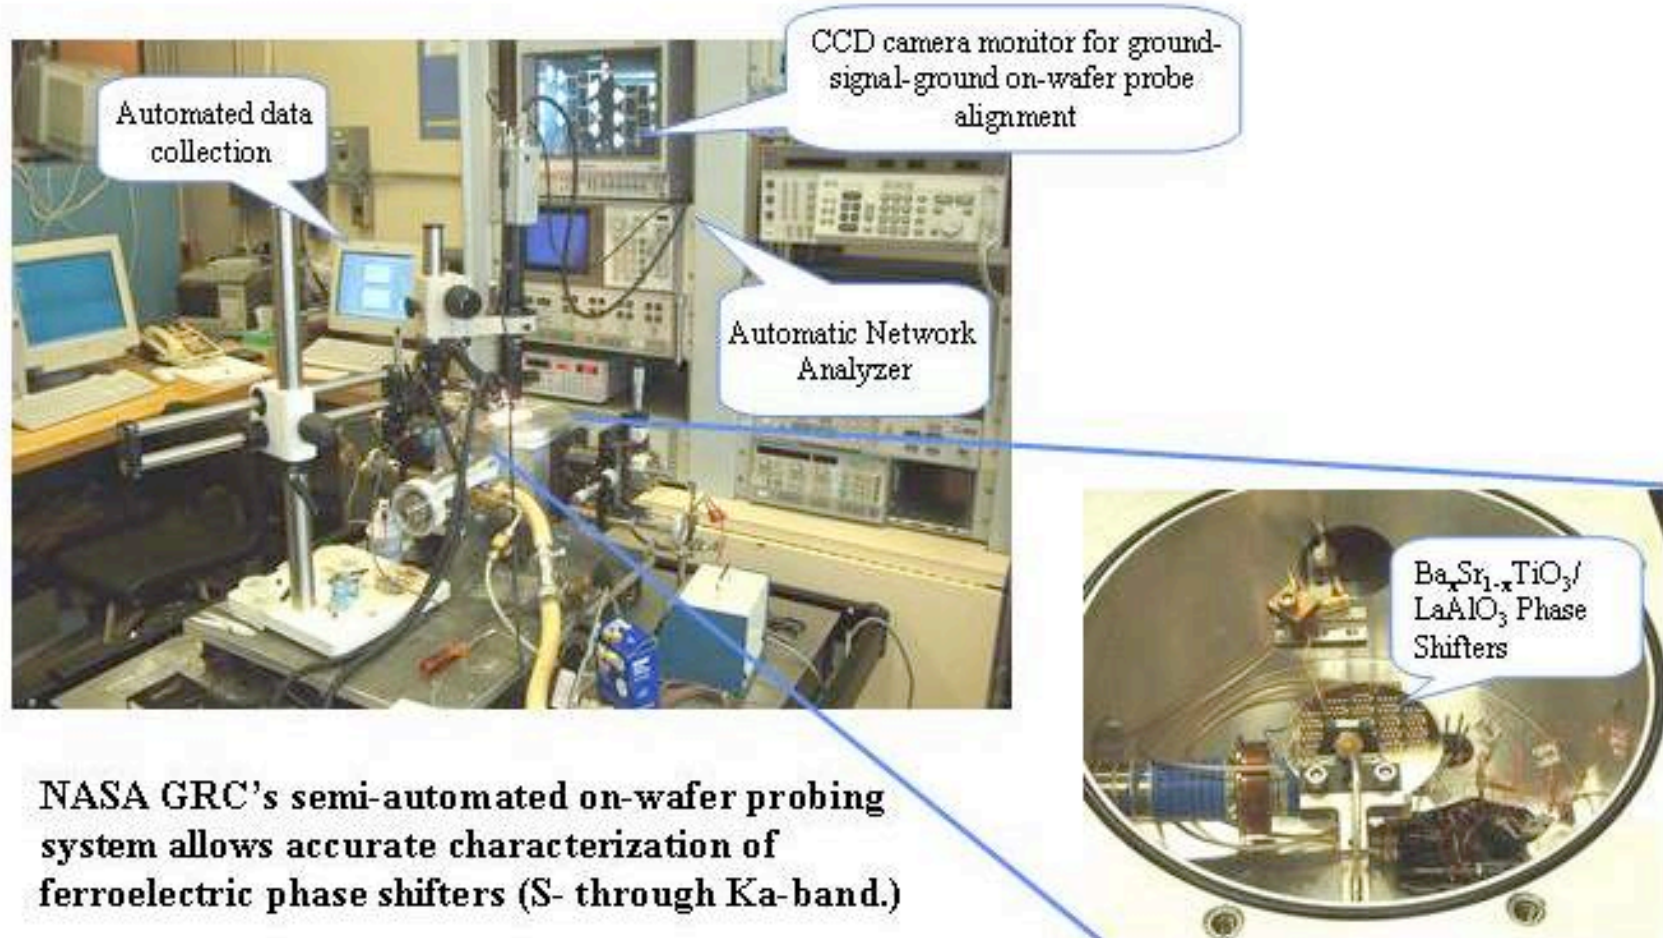 CCD camera monitor for ground-
signal-ground on-wafer probe
alignment
Automated data
collection
Automatic Network
Analyzer
BaₓSr₁₋ₓTiO₃/
LaAlO₃ Phase
Shifters
NASA GRC's semi-automated on-wafer probing
system allows accurate characterization of
ferroelectric phase shifters (S- through Ka-band.)